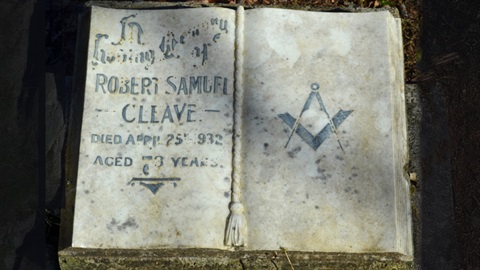 In
Loving Memory
of
ROBERT SAMUEL
CLEAVE
DIED APRIL 25TH 1932
AGED 73 YEARS.